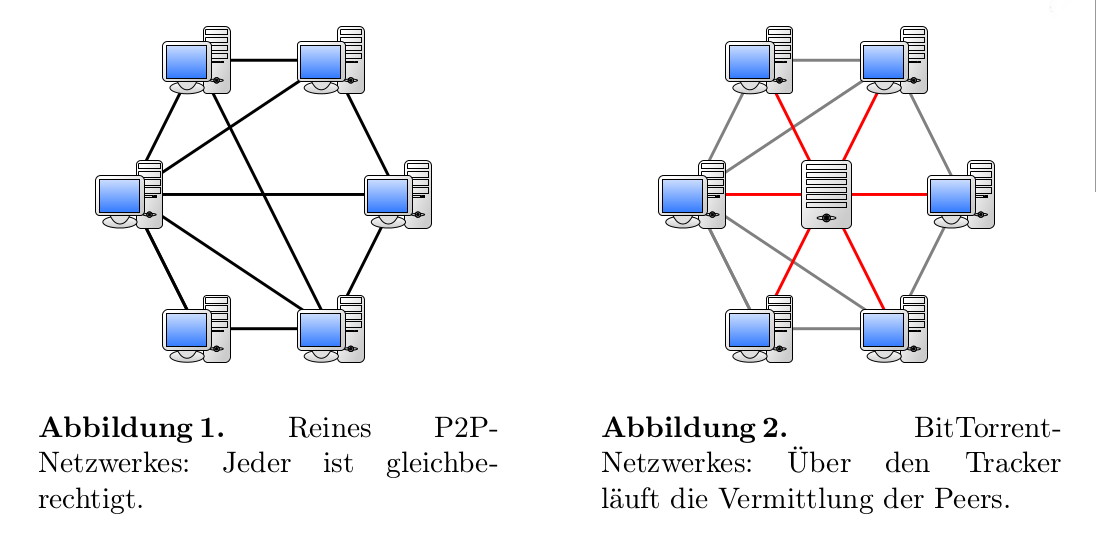 Abbildung 1. Reines P2P-
Netzwerkes: Jeder ist gleichbe-
rechtigt.
Abbildung 2. BitTorrent-
Netzwerkes: Über den Tracker
läuft die Vermittlung der Peers.